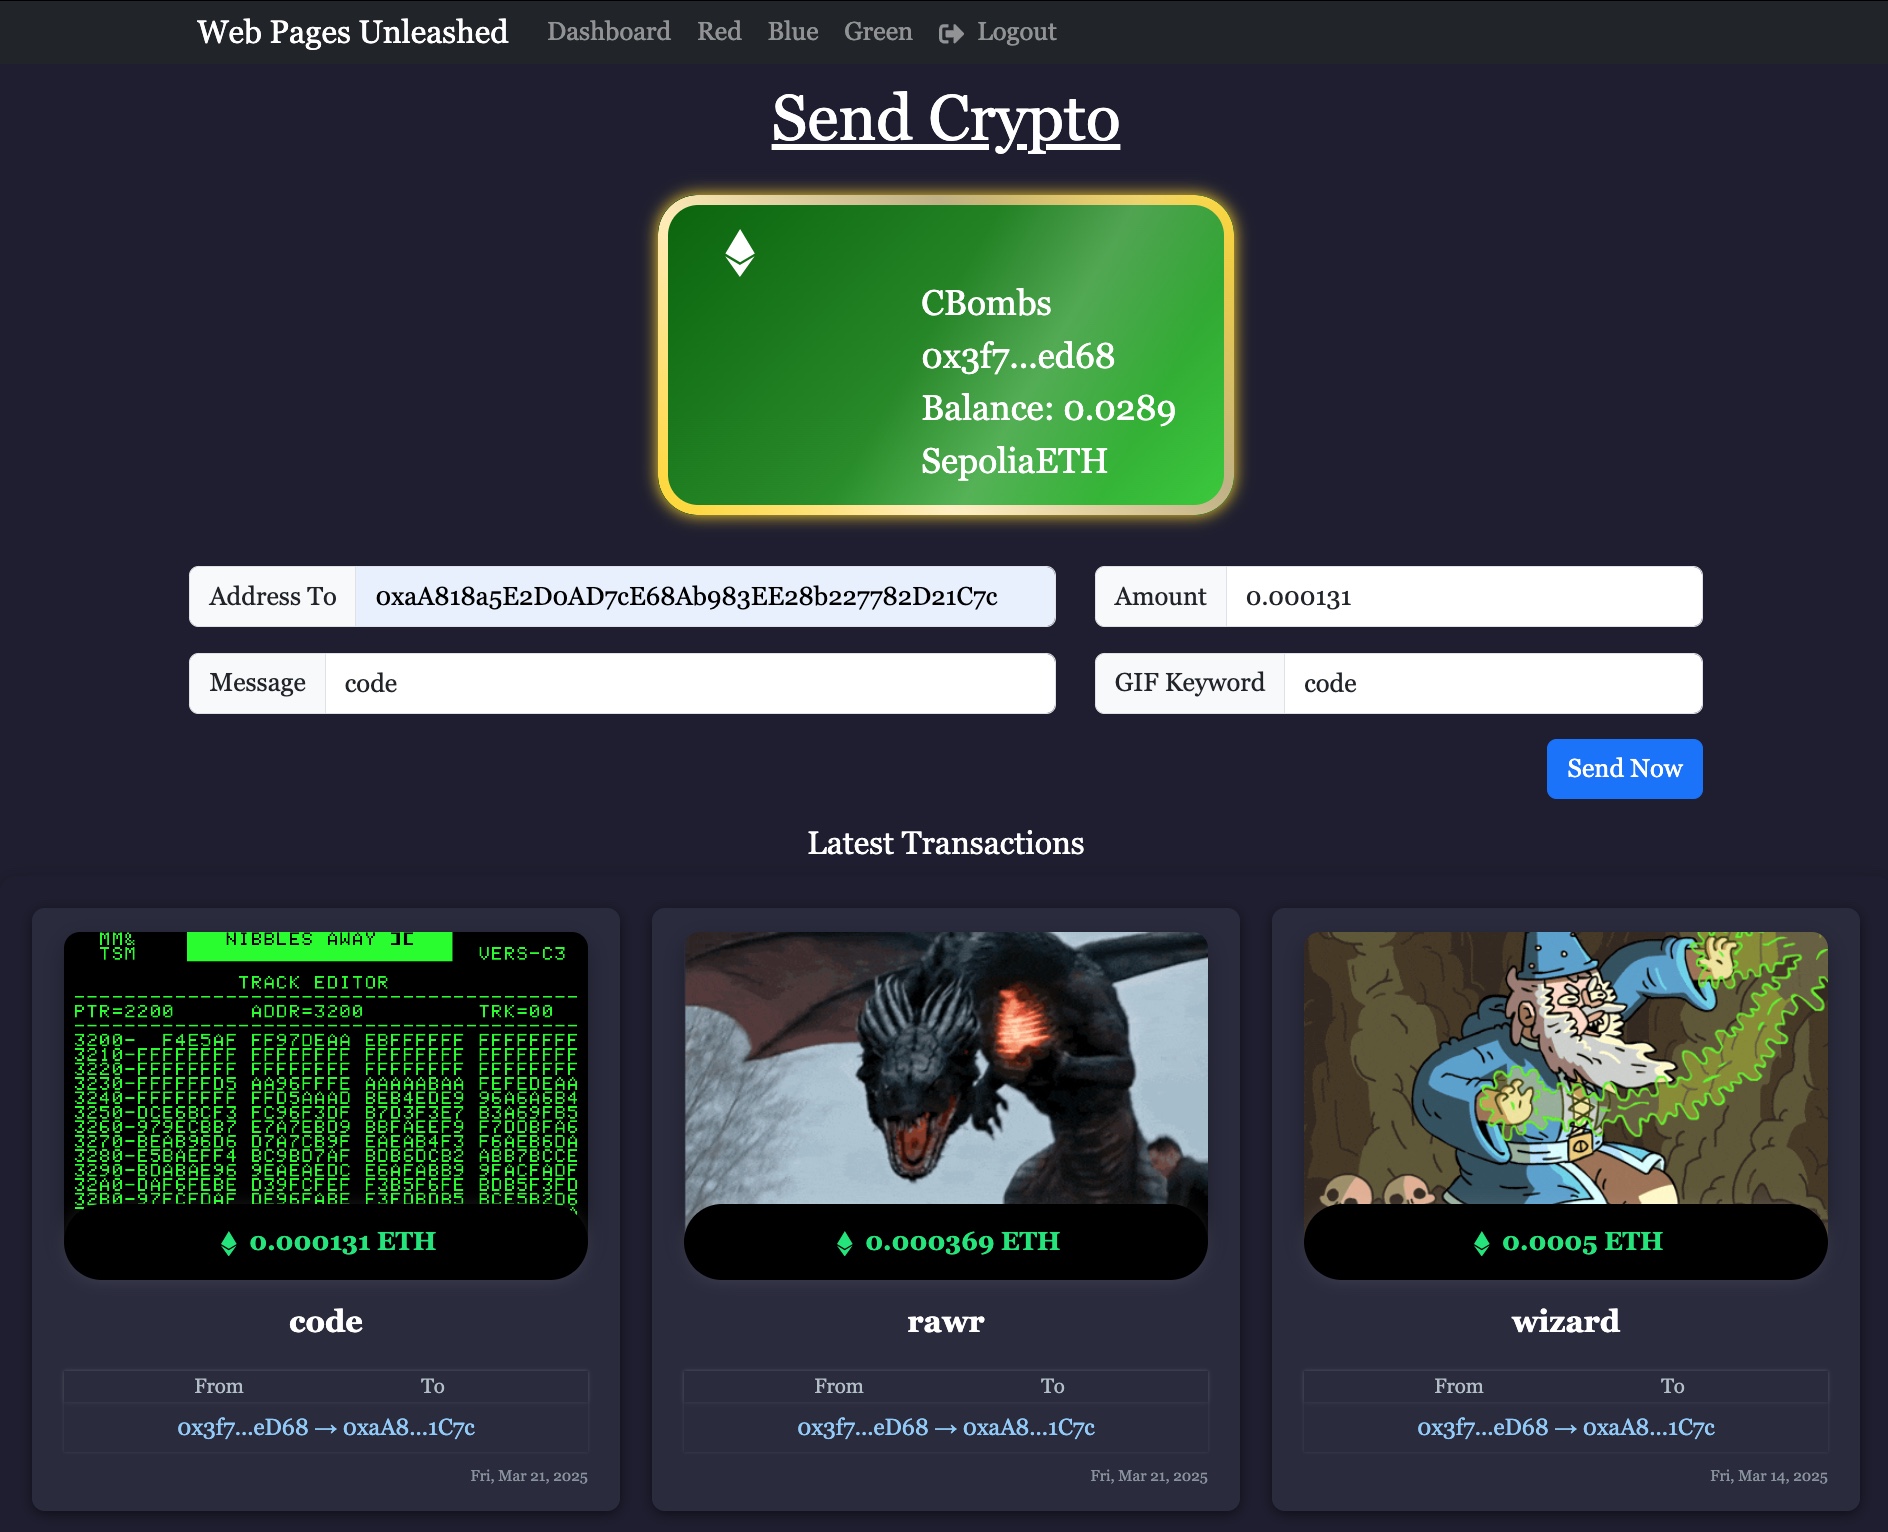 Web Pages Unleashed Dashboard Red Blue Green Logout
Send Crypto
CBombs
0x3f7...ed68
Balance: 0.0289
SepoliaETH
Address To 0xaA818a5E2D0AD7cE68Ab983EE28b227782D21C7c Amount 0.000131
Message code GIF Keyword code
Send Now
Latest Transactions
MM& NIBBLES AWAY ][
TSM VERS-C3
TRACK EDITOR
PTR=2200 ADDR=3200 TRK=00
3200- F4E5AF FF97DEAA EBFFFFFF FFFFFFFF
3210-FFFFFFFF FFFFFFFF FFFFFFFF FFFFFFFF
3220-FFFFFFFF FFFFFFFF FFFFFFFF FFFFFFFF
3230-FFFFFFD5 AA96FFFE AAAAABAA FEFEDEAA
3240-FFFFFFFF FFD5AAAD BEB4EDE9 96A6A6B4
3250-DCE6BCF3 FC96F3DF B7D3F3E7 B3A69FB5
3260-979ECBB7 E7A7EBD9 BBFAEEF9 F7DDBFA6
3270-BEAB96D6 D7A7CB9F EAEAB4F3 F6AEB6DA
3280-E5BAEFF4 BC9BD7AF BDB6DCB2 ABB7BCCE
3290-BDABAE96 9EAEAEDC E6AFABB9 9FACFADF
32A0-DAF6FEBE D39FCFEF F3B5F6FE BDB5F3FD
32B0-97FCFDAF DE96FABE F3FDBDB5 BCE5B2D6
0.000131 ETH
code
From To
0x3f7...eD68 → 0xaA8...1C7c
Fri, Mar 21, 2025
0.000369 ETH
rawr
From To
0x3f7...eD68 → 0xaA8...1C7c
Fri, Mar 21, 2025
0.0005 ETH
wizard
From To
0x3f7...eD68 → 0xaA8...1C7c
Fri, Mar 14, 2025